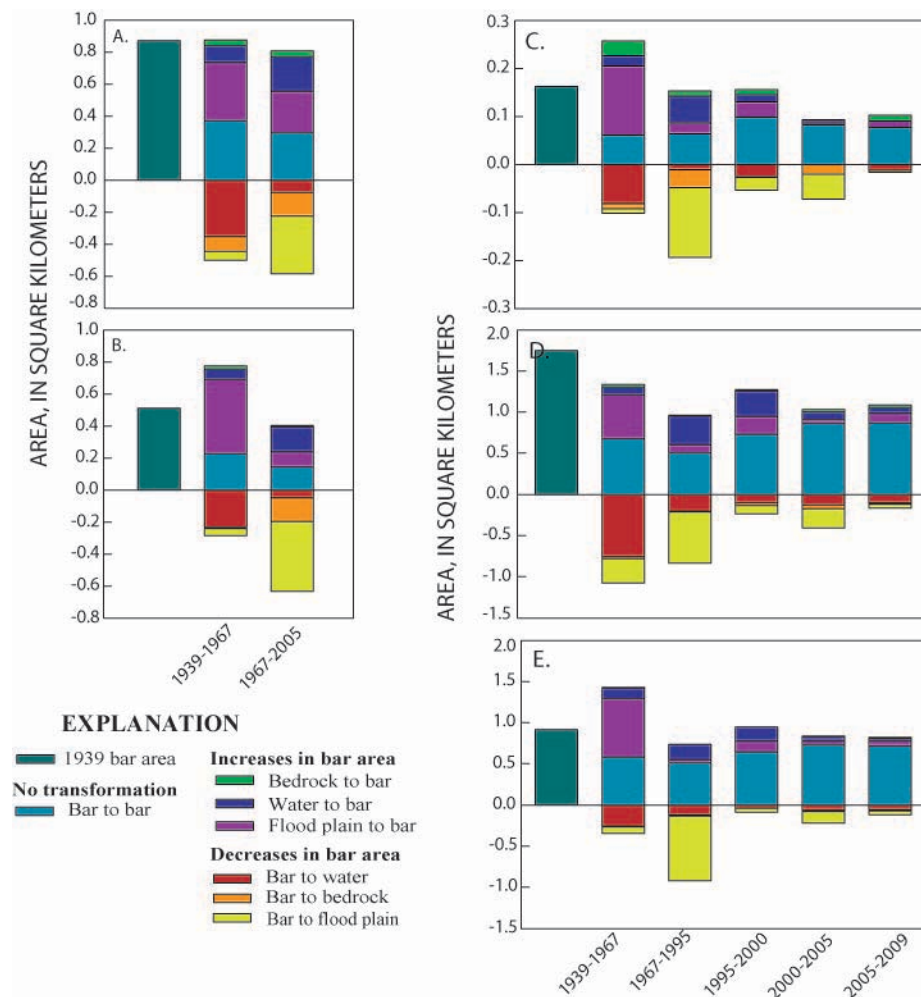 AREA, IN SQUARE KILOMETERS
A.
1.0
0.8
0.6
0.4
0.2
0.0
-0.2
-0.4
-0.6
-0.8
B.
1.0
0.8
0.6
0.4
0.2
0.0
-0.2
-0.4
-0.6
-0.8
1939-1967
1967-2005
AREA, IN SQUARE KILOMETERS
C.
0.3
0.2
0.1
0.0
-0.1
-0.2
-0.3
D.
2.0
1.5
1.0
0.5
0.0
-0.5
-1.0
-1.5
E.
2.0
1.5
1.0
0.5
0.0
-0.5
-1.0
-1.5
1939-1967
1967-1995
1995-2000
2000-2005
2005-2009
EXPLANATION
1939 bar area
No transformation
Bar to bar
Increases in bar area
Bedrock to bar
Water to bar
Flood plain to bar
Decreases in bar area
Bar to water
Bar to bedrock
Bar to flood plain